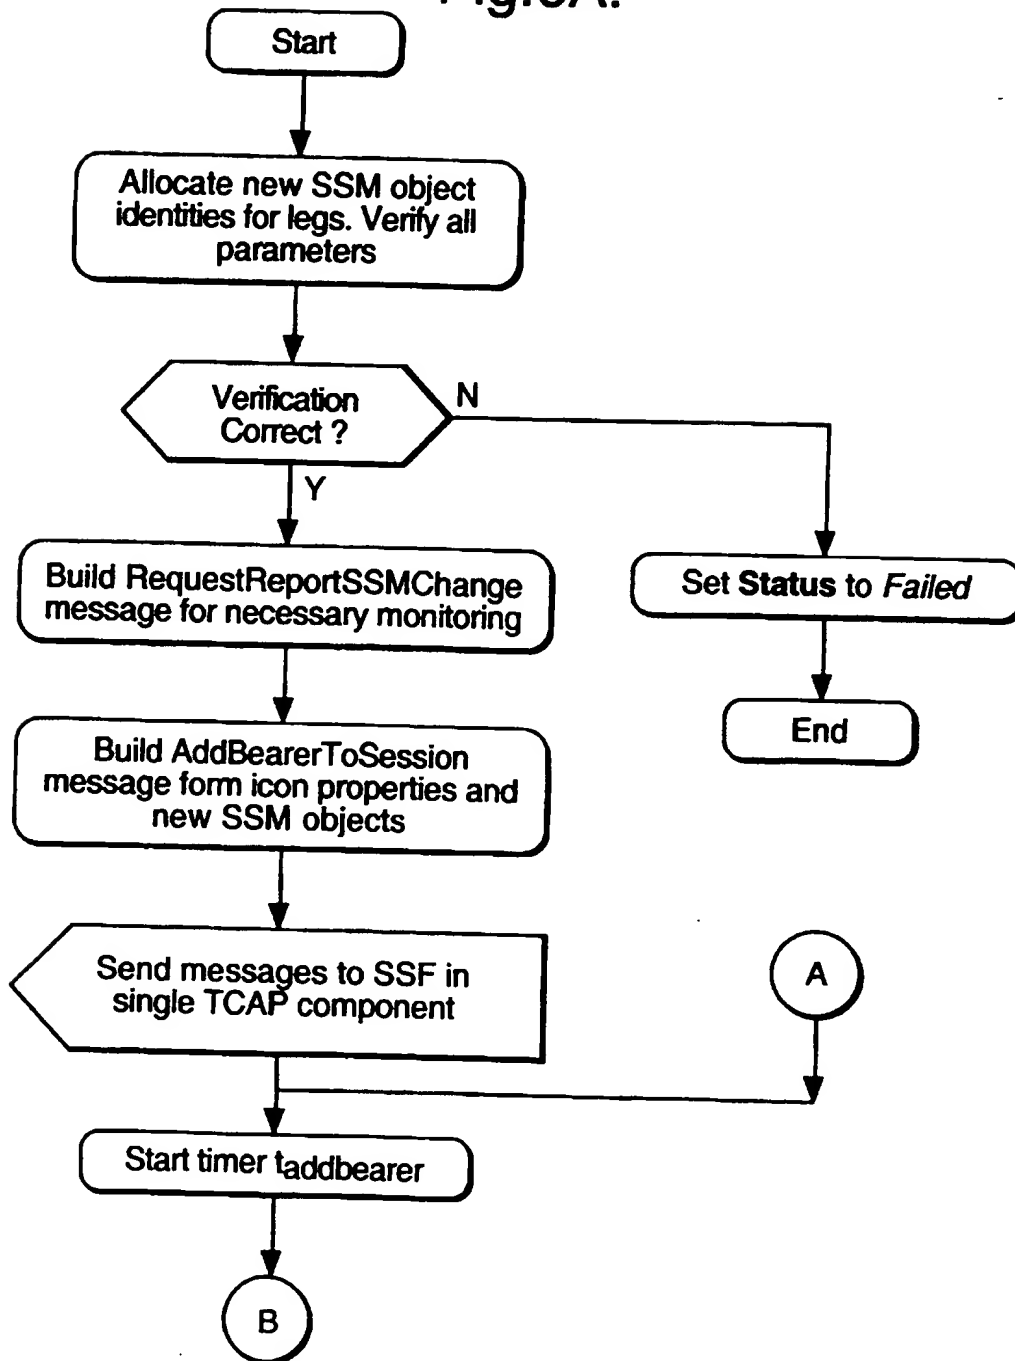 Start
Allocate new SSM object
identities for legs. Verify all
parameters
Verification
Correct ?
N
Y
Build RequestReportSSMChange
message for necessary monitoring
Set Status to Failed
End
Build AddBearerToSession
message form icon properties and
new SSM objects
Send messages to SSF in
single TCAP component
A
Start timer taddbearer
B